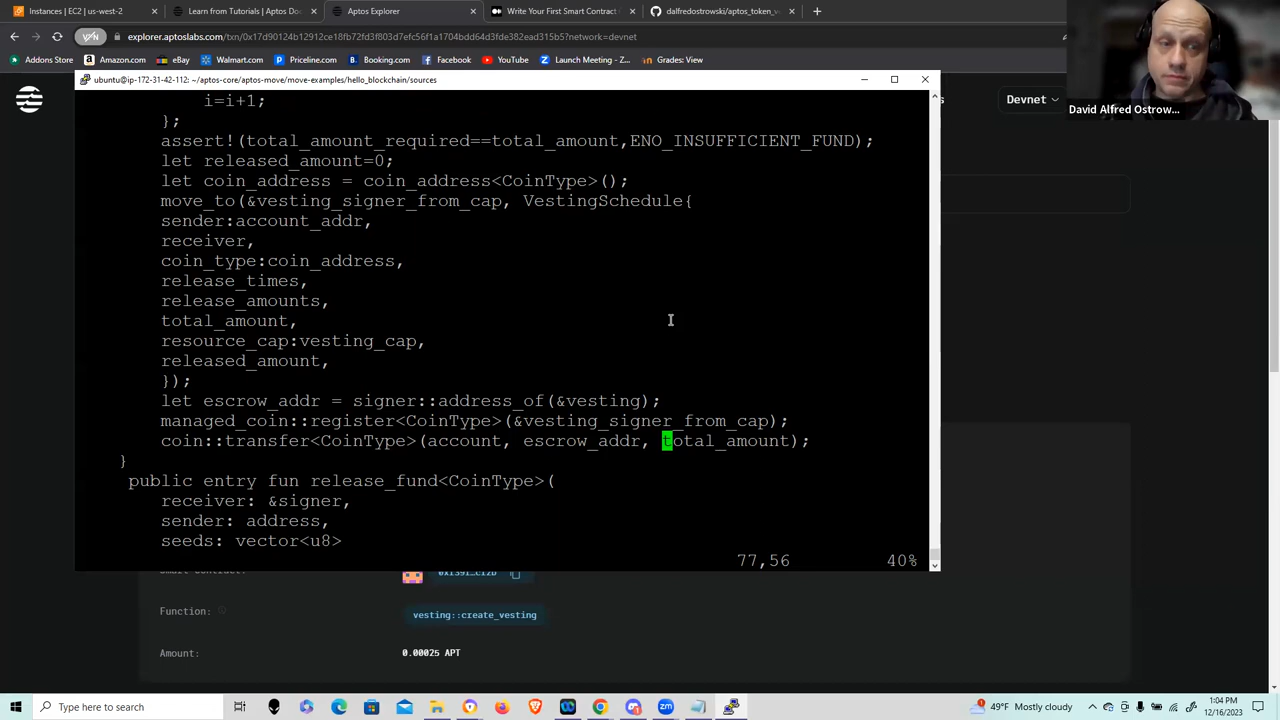 Instances | EC2 | us-west-2
Learn from Tutorials | Aptos Doc
Aptos Explorer
Write Your First Smart Contract
dalfredostrowski/aptos_token_v
explorer.aptoslabs.com/txn/0x17d90124b12912ce18fb72fd3f803d7efc56f1a1704bdd64d3fde382ead315b5?network=devnet
Addons Store
Amazon.com
eBay
Walmart.com
Priceline.com
Booking.com
Facebook
YouTube
Launch Meeting - Z...
ubuntu@ip-172-31-42-112: ~/aptos-core/aptos-move/move-examples/hello_blockchain/sources
Devnet
David Alfred Ostrow...
i=i+1;
};
assert!(total_amount_required==total_amount,ENO_INSUFFICIENT_FUND);
let released_amount=0;
let coin_address = coin_address<CoinType>();
move_to(&vesting_signer_from_cap, VestingSchedule{
sender:account_addr,
receiver,
coin_type:coin_address,
release_times,
release_amounts,
total_amount,
resource_cap:vesting_cap,
released_amount,
});
let escrow_addr = signer::address_of(&vesting);
managed_coin::register<CoinType>(&vesting_signer_from_cap);
coin::transfer<CoinType>(account, escrow_addr, total_amount);
}
public entry fun release_fund<CoinType>(
receiver: &signer,
sender: address,
seeds: vector<u8>
77,56 40%
Function:
vesting::create_vesting
Amount:
0.00025 APT
Type here to search
49°F Mostly cloudy
1:04 PM
12/16/2023